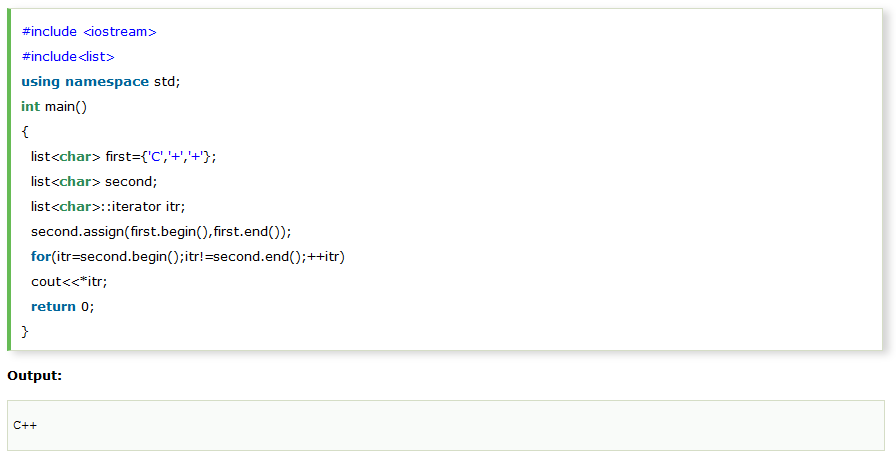 #include <iostream>
#include<list>
using namespace std;
int main()
{
  list<char> first={'C','+','+'};
  list<char> second;
  list<char>::iterator itr;
  second.assign(first.begin(),first.end());
  for(itr=second.begin();itr!=second.end();++itr)
  cout<<*itr;
  return 0;
}
Output:
C++